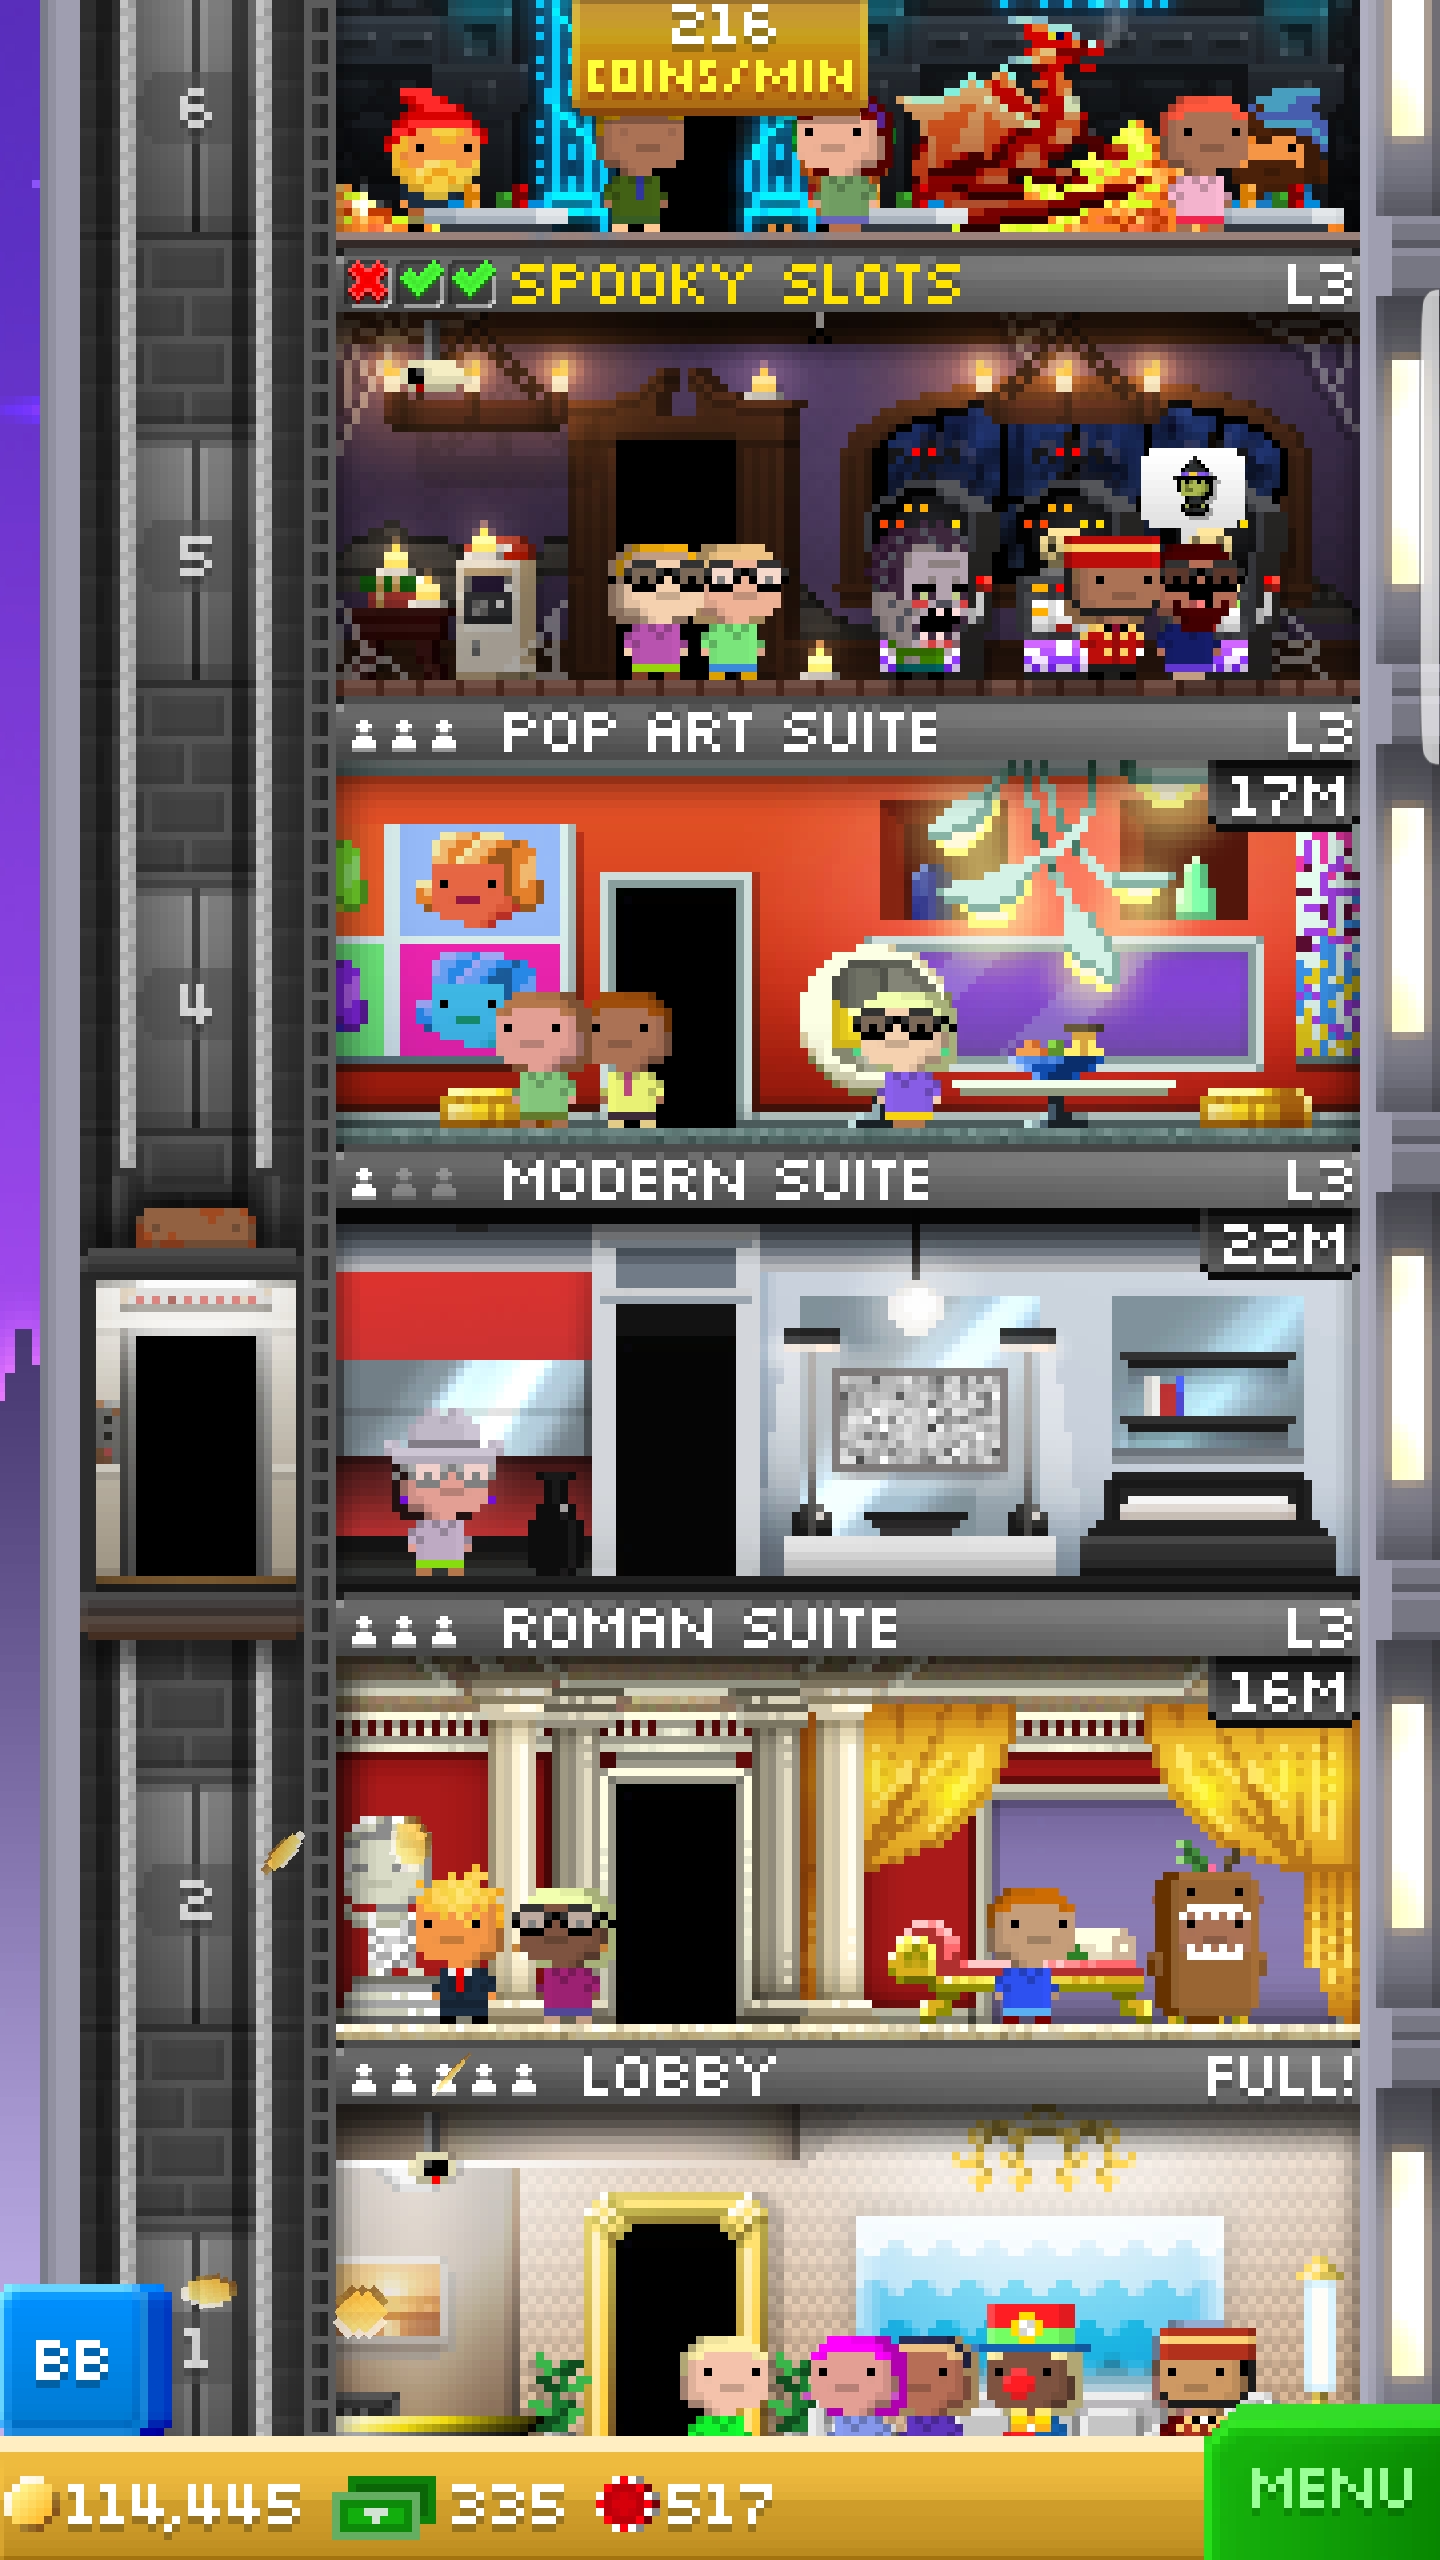 216
COINS/MIN
6
SPOOKY SLOTS L3
5
POP ART SUITE L3
17M
4
MODERN SUITE L3
22M
ROMAN SUITE L3
16M
2
LOBBY FULL!
BB
1
114,445 335 517
MENU